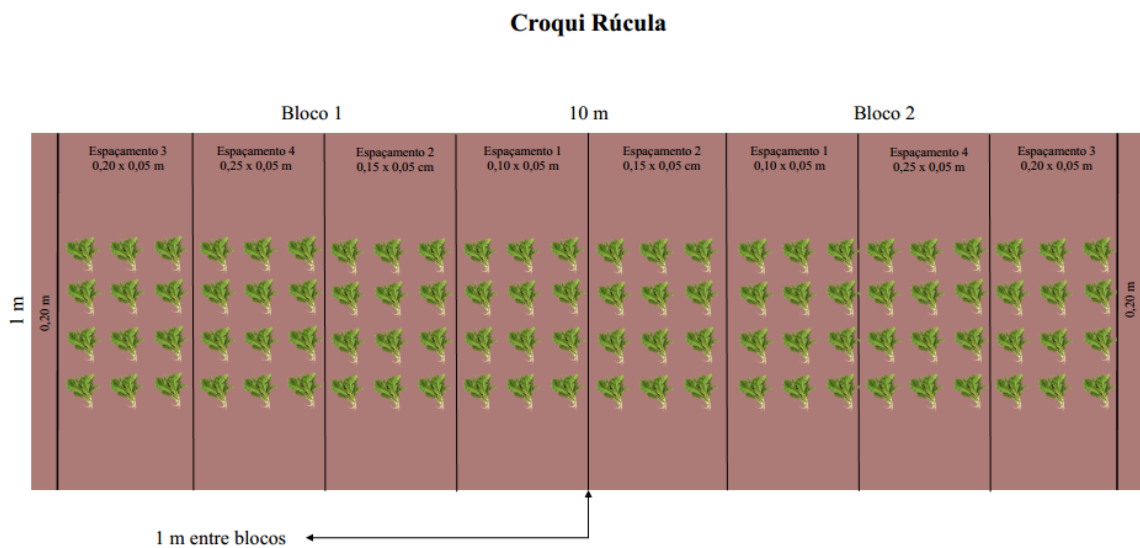 Croqui Rúcula
Bloco 1
10 m
Bloco 2
Espaçamento 3
0,20 x 0,05 m
Espaçamento 4
0,25 x 0,05 m
Espaçamento 2
0,15 x 0,05 cm
Espaçamento 1
0,10 x 0,05 m
Espaçamento 2
0,15 x 0,05 cm
Espaçamento 1
0,10 x 0,05 m
Espaçamento 4
0,25 x 0,05 m
Espaçamento 3
0,20 x 0,05 m
1 m
0,20 m
0,20 m
1 m entre blocos